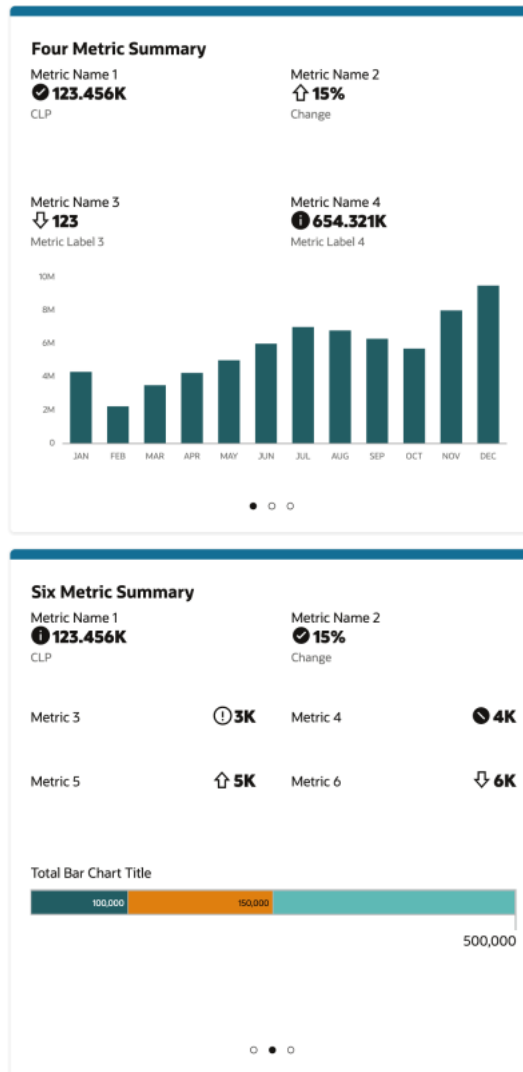 Four Metric Summary
Metric Name 1 Metric Name 2
123.456K 15%
CLP Change
Metric Name 3 Metric Name 4
123 654.321K
Metric Label 3 Metric Label 4
10M
8M
6M
4M
2M
0
JAN FEB MAR APR MAY JUN JUL AUG SEP OCT NOV DEC
Six Metric Summary
Metric Name 1 Metric Name 2
123.456K 15%
CLP Change
Metric 3 3K Metric 4 4K
Metric 5 5K Metric 6 6K
Total Bar Chart Title
100,000 150,000
500,000